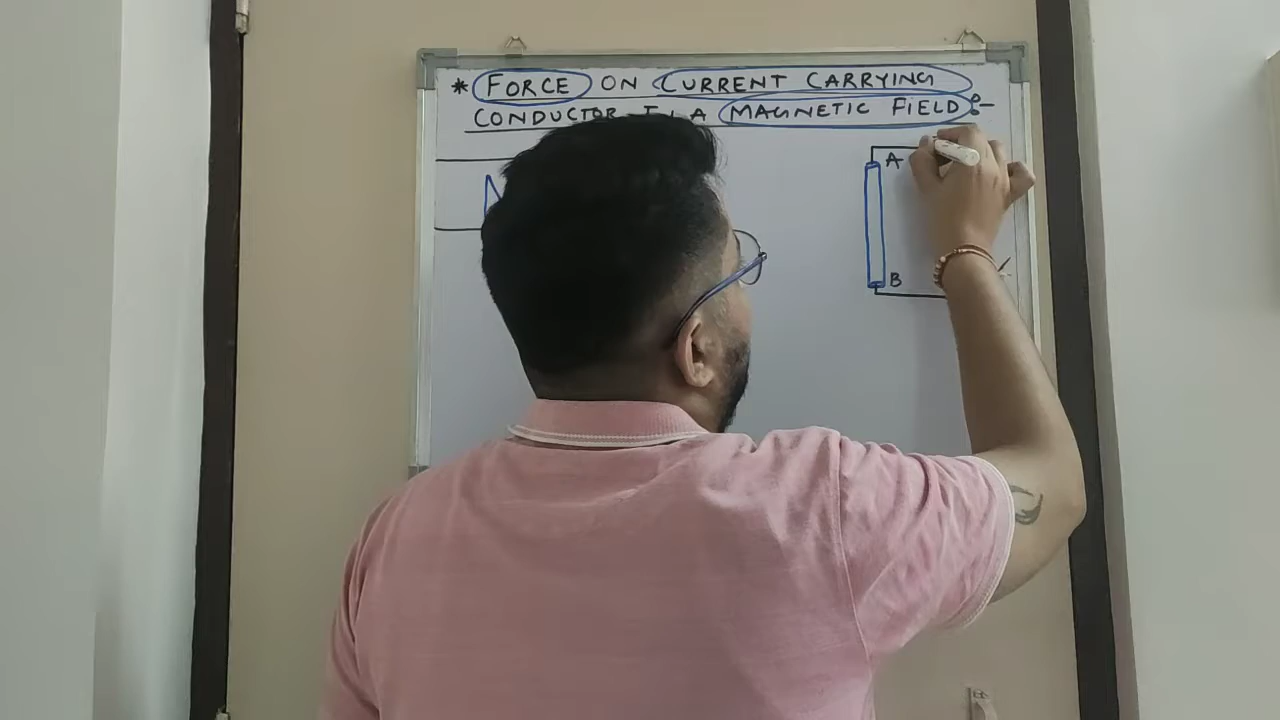 * FORCE ON CURRENT CARRYING
CONDUCTOR A MAGNETIC FIELD :-
A
N
B